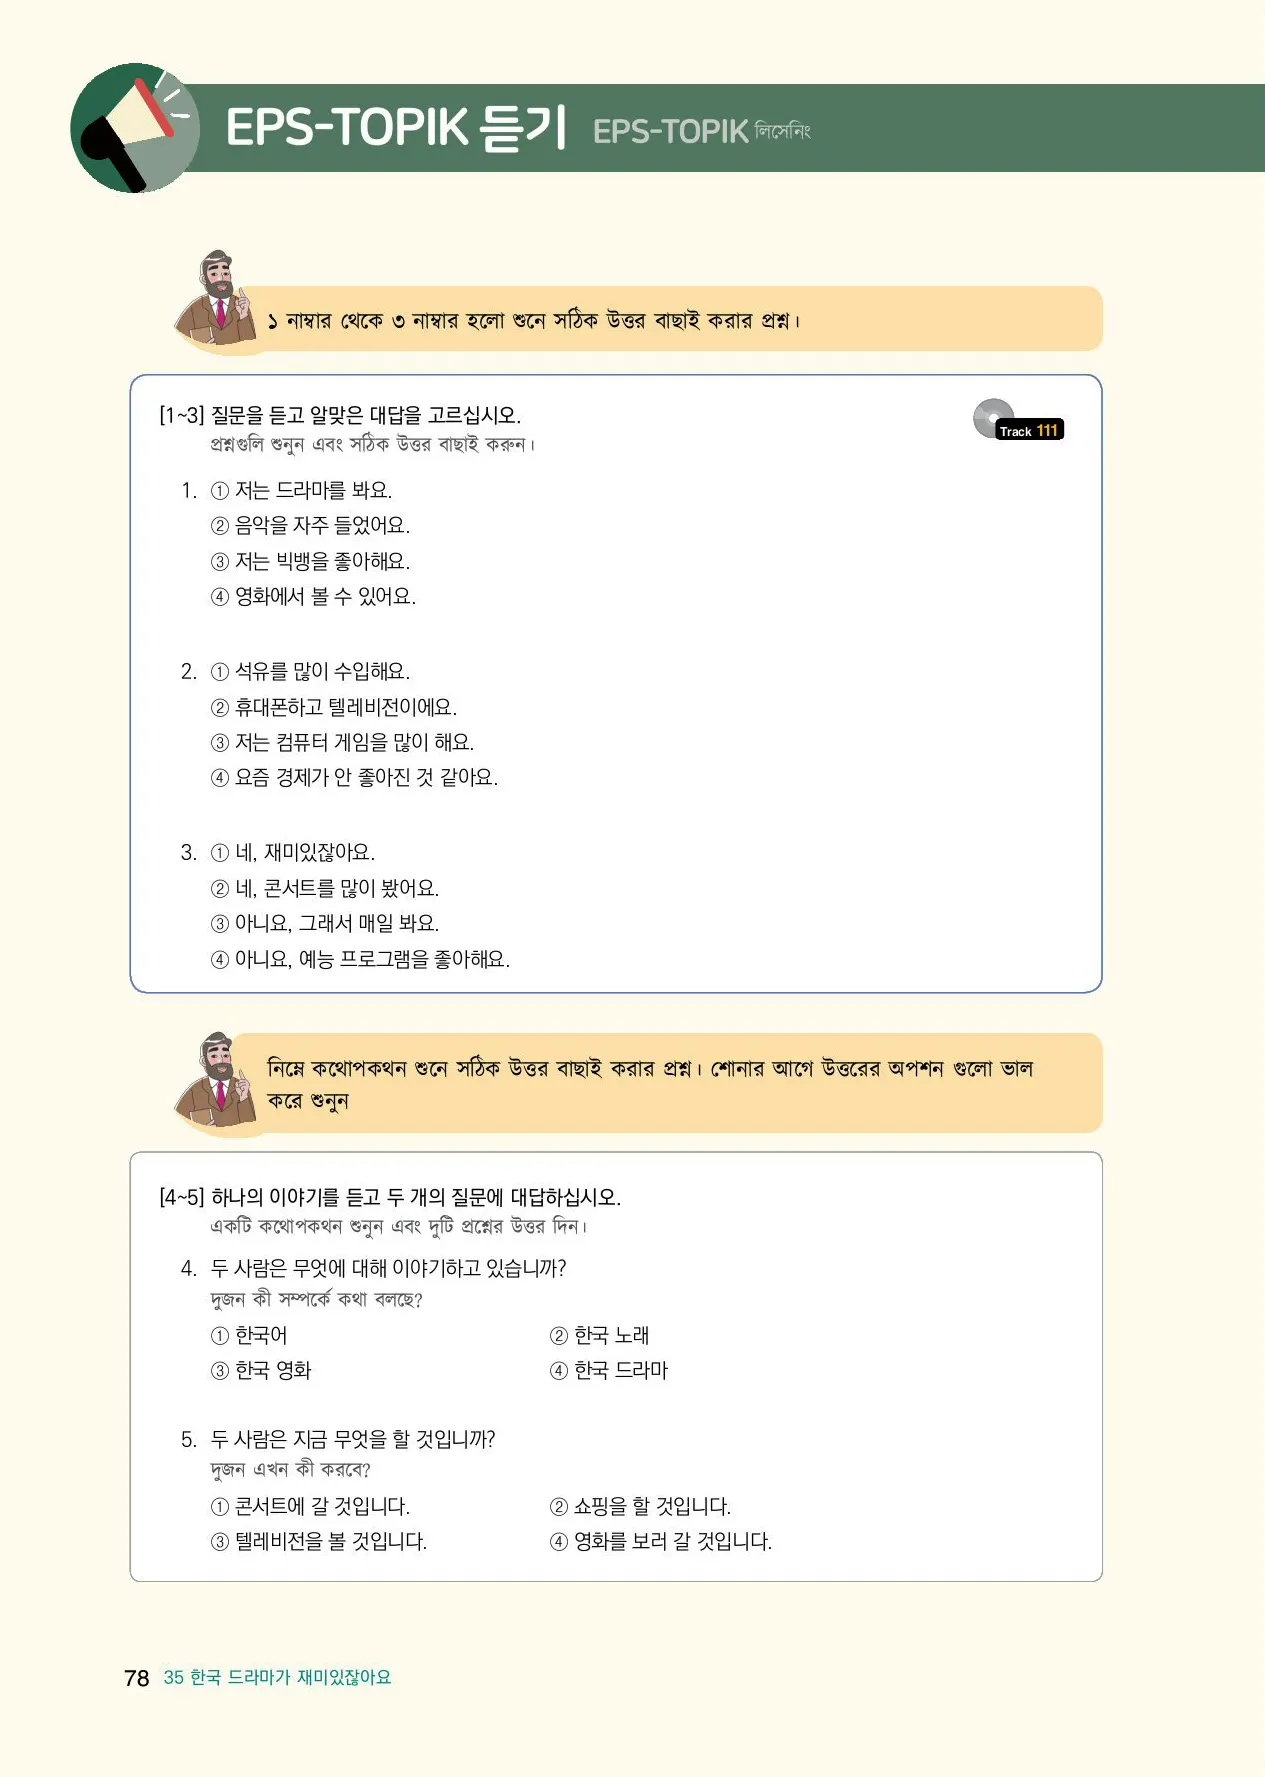 EPS-TOPIK 듣기 EPS-TOPIK লিসেনিং
১ নাম্বার থেকে ৩ নাম্বার হলো শুনে সঠিক উত্তর বাছাই করার প্রশ্ন।
[1~3] 질문을 듣고 알맞은 대답을 고르십시오.
Track 111
প্রশ্নগুলি শুনুন এবং সঠিক উত্তর বাছাই করুন।
1. ① 저는 드라마를 봐요.
② 음악을 자주 들었어요.
③ 저는 빅뱅을 좋아해요.
④ 영화에서 볼 수 있어요.
2. ① 석유를 많이 수입해요.
② 휴대폰하고 텔레비전이에요.
③ 저는 컴퓨터 게임을 많이 해요.
④ 요즘 경제가 안 좋아진 것 같아요.
3. ① 네, 재미있잖아요.
② 네, 콘서트를 많이 봤어요.
③ 아니요, 그래서 매일 봐요.
④ 아니요, 예능 프로그램을 좋아해요.
নিম্নে কথোপকথন শুনে সঠিক উত্তর বাছাই করার প্রশ্ন। শোনার আগে উত্তরের অপশন গুলো ভাল
করে শুনুন
[4~5] 하나의 이야기를 듣고 두 개의 질문에 대답하십시오.
একটি কথোপকথন শুনুন এবং দুটি প্রশ্নের উত্তর দিন।
4. 두 사람은 무엇에 대해 이야기하고 있습니까?
দুজন কী সম্পর্কে কথা বলছে?
① 한국어 ② 한국 노래
③ 한국 영화 ④ 한국 드라마
5. 두 사람은 지금 무엇을 할 것입니까?
দুজন এখন কী করবে?
① 콘서트에 갈 것입니다. ② 쇼핑을 할 것입니다.
③ 텔레비전을 볼 것입니다. ④ 영화를 보러 갈 것입니다.
78 35 한국 드라마가 재미있잖아요